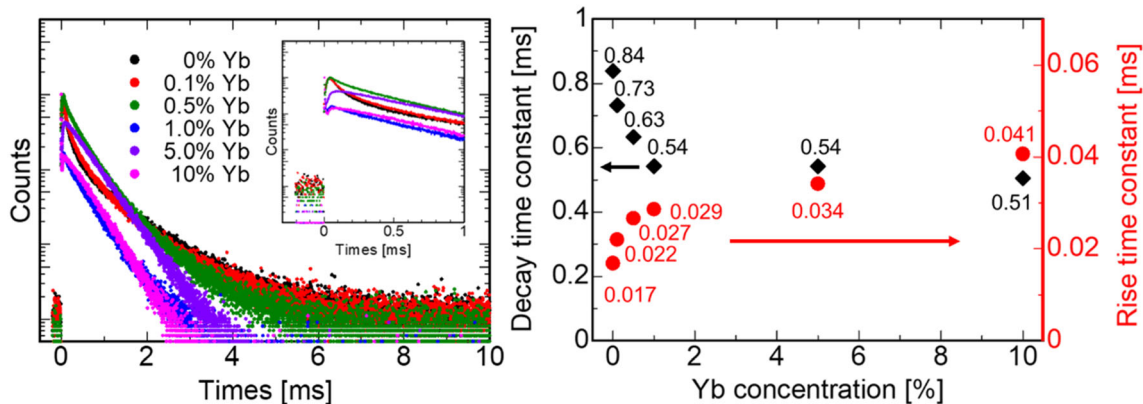 Counts
0% Yb
0.1% Yb
0.5% Yb
1.0% Yb
5.0% Yb
10% Yb
Counts
0
0.5
1
Times [ms]
0
2
4
6
8
10
Times [ms]
Decay time constant [ms]
1
0.8
0.6
0.4
0.2
0
0.84
0.73
0.63
0.54
0.54
0.51
0.017
0.022
0.027
0.029
0.034
0.041
0
2
4
6
8
10
Yb concentration [%]
0.06
0.04
0.02
0
Rise time constant [ms]